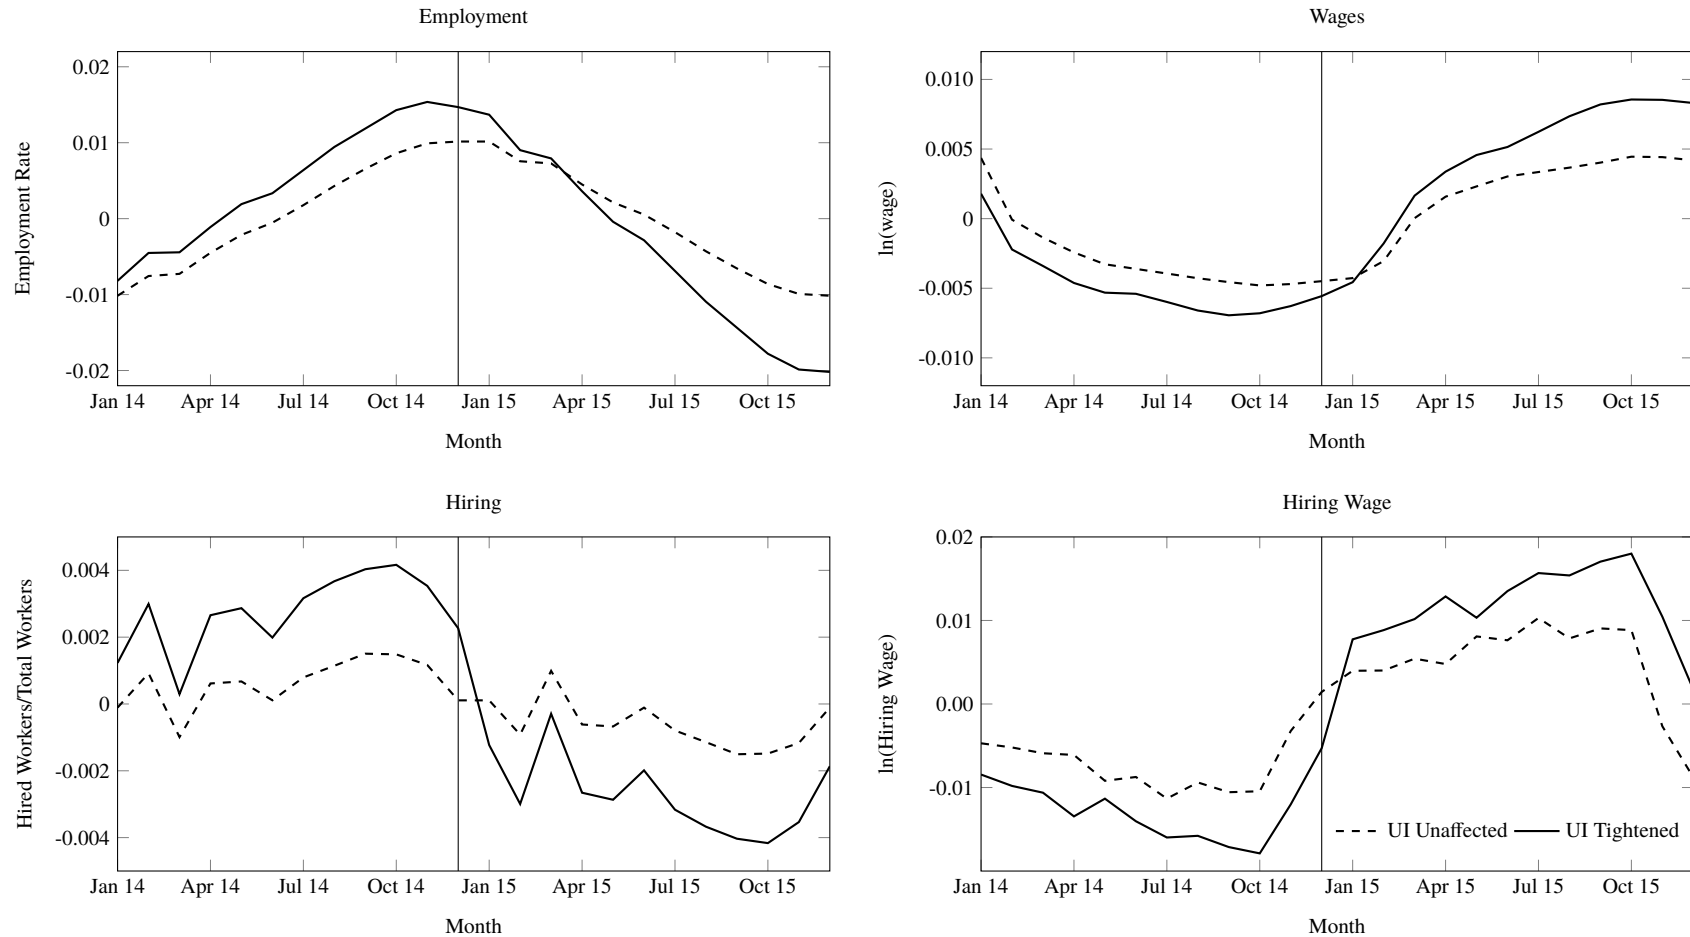 Employment
Employment Rate
0.02
0.01
0
-0.01
-0.02
Jan 14 Apr 14 Jul 14 Oct 14 Jan 15 Apr 15 Jul 15 Oct 15
Month
Wages
ln(wage)
0.010
0.005
0
-0.005
-0.010
Jan 14 Apr 14 Jul 14 Oct 14 Jan 15 Apr 15 Jul 15 Oct 15
Month
Hiring
Hired Workers/Total Workers
0.004
0.002
0
-0.002
-0.004
Jan 14 Apr 14 Jul 14 Oct 14 Jan 15 Apr 15 Jul 15 Oct 15
Month
Hiring Wage
ln(Hiring Wage)
0.02
0.01
0.00
-0.01
UI Unaffected UI Tightened
Jan 14 Apr 14 Jul 14 Oct 14 Jan 15 Apr 15 Jul 15 Oct 15
Month